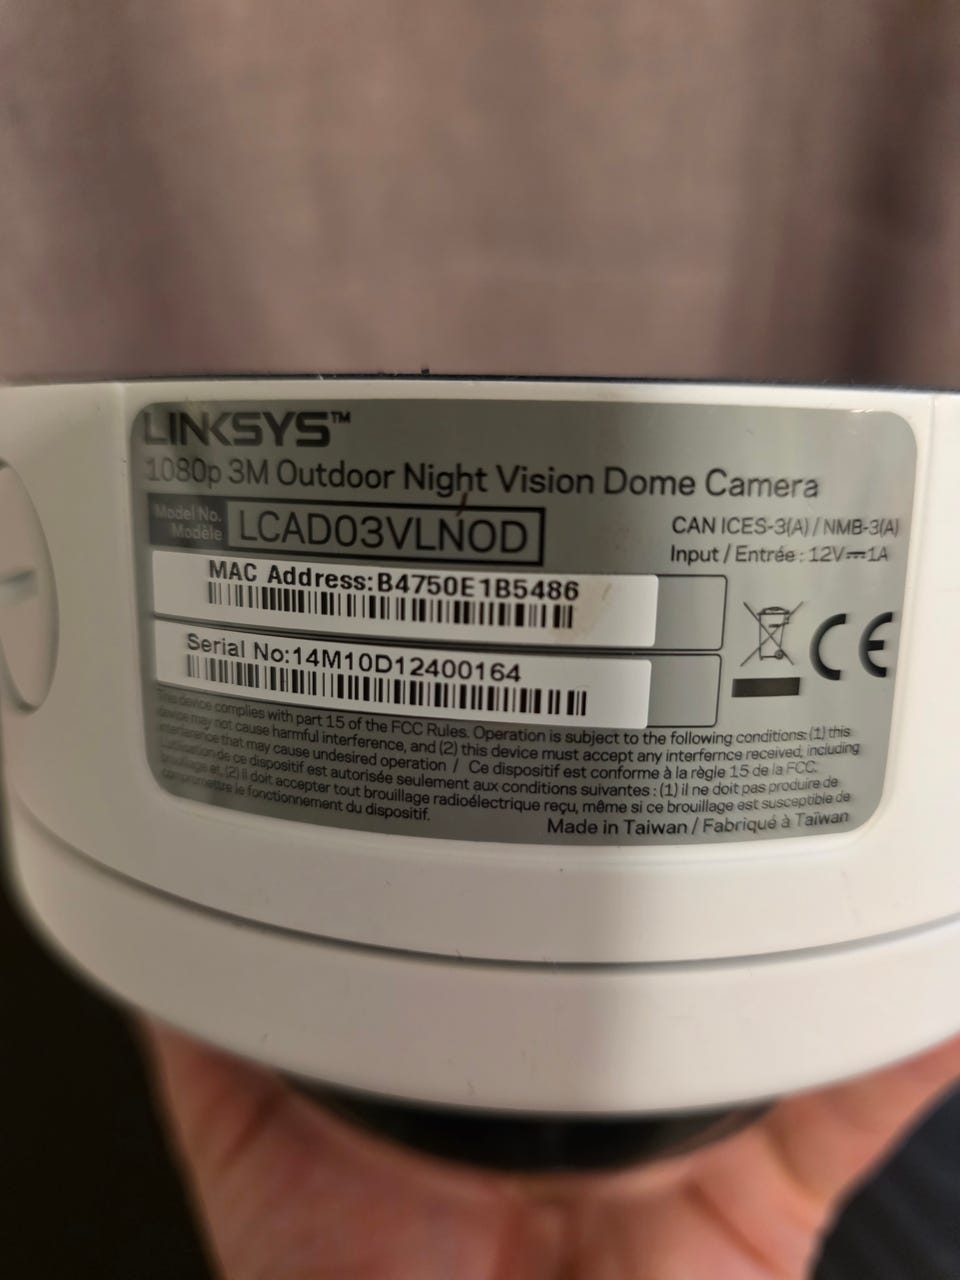 LINKSYS™
1080p 3M Outdoor Night Vision Dome Camera
Model No.
Modèle
LCAD03VLNOD
CAN ICES-3(A) / NMB-3(A)
Input / Entrée : 12V⎓1A
MAC Address:B4750E1B5486
Serial No:14M10D12400164
CE
This device complies with part 15 of the FCC Rules. Operation is subject to the following conditions: (1) this
device may not cause harmful interference, and (2) this device must accept any interfernce received, including
interference that may cause undesired operation / Ce dispositif est conforme à la règle 15 de la FCC.
L'utilisation de ce dispositif est autorisée seulement aux conditions suivantes : (1) il ne doit pas produire de
brouillage et, (2) il doit accepter tout brouillage radioélectrique reçu, même si ce brouillage est susceptible de
compromettre le fonctionnement du dispositif.
Made in Taiwan / Fabriqué à Taïwan